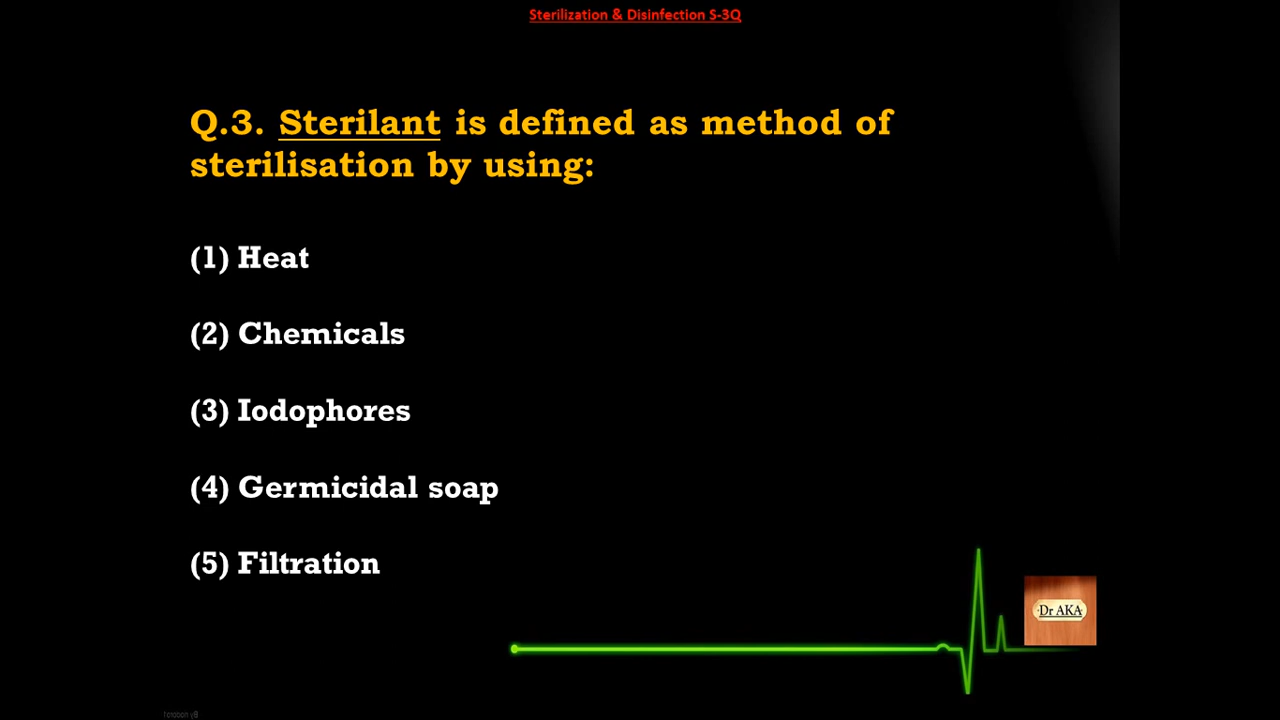 Sterilization & Disinfection S-3Q
Q.3. Sterilant is defined as method of
sterilisation by using:
(1) Heat
(2) Chemicals
(3) Iodophores
(4) Germicidal soap
(5) Filtration
Dr AKA